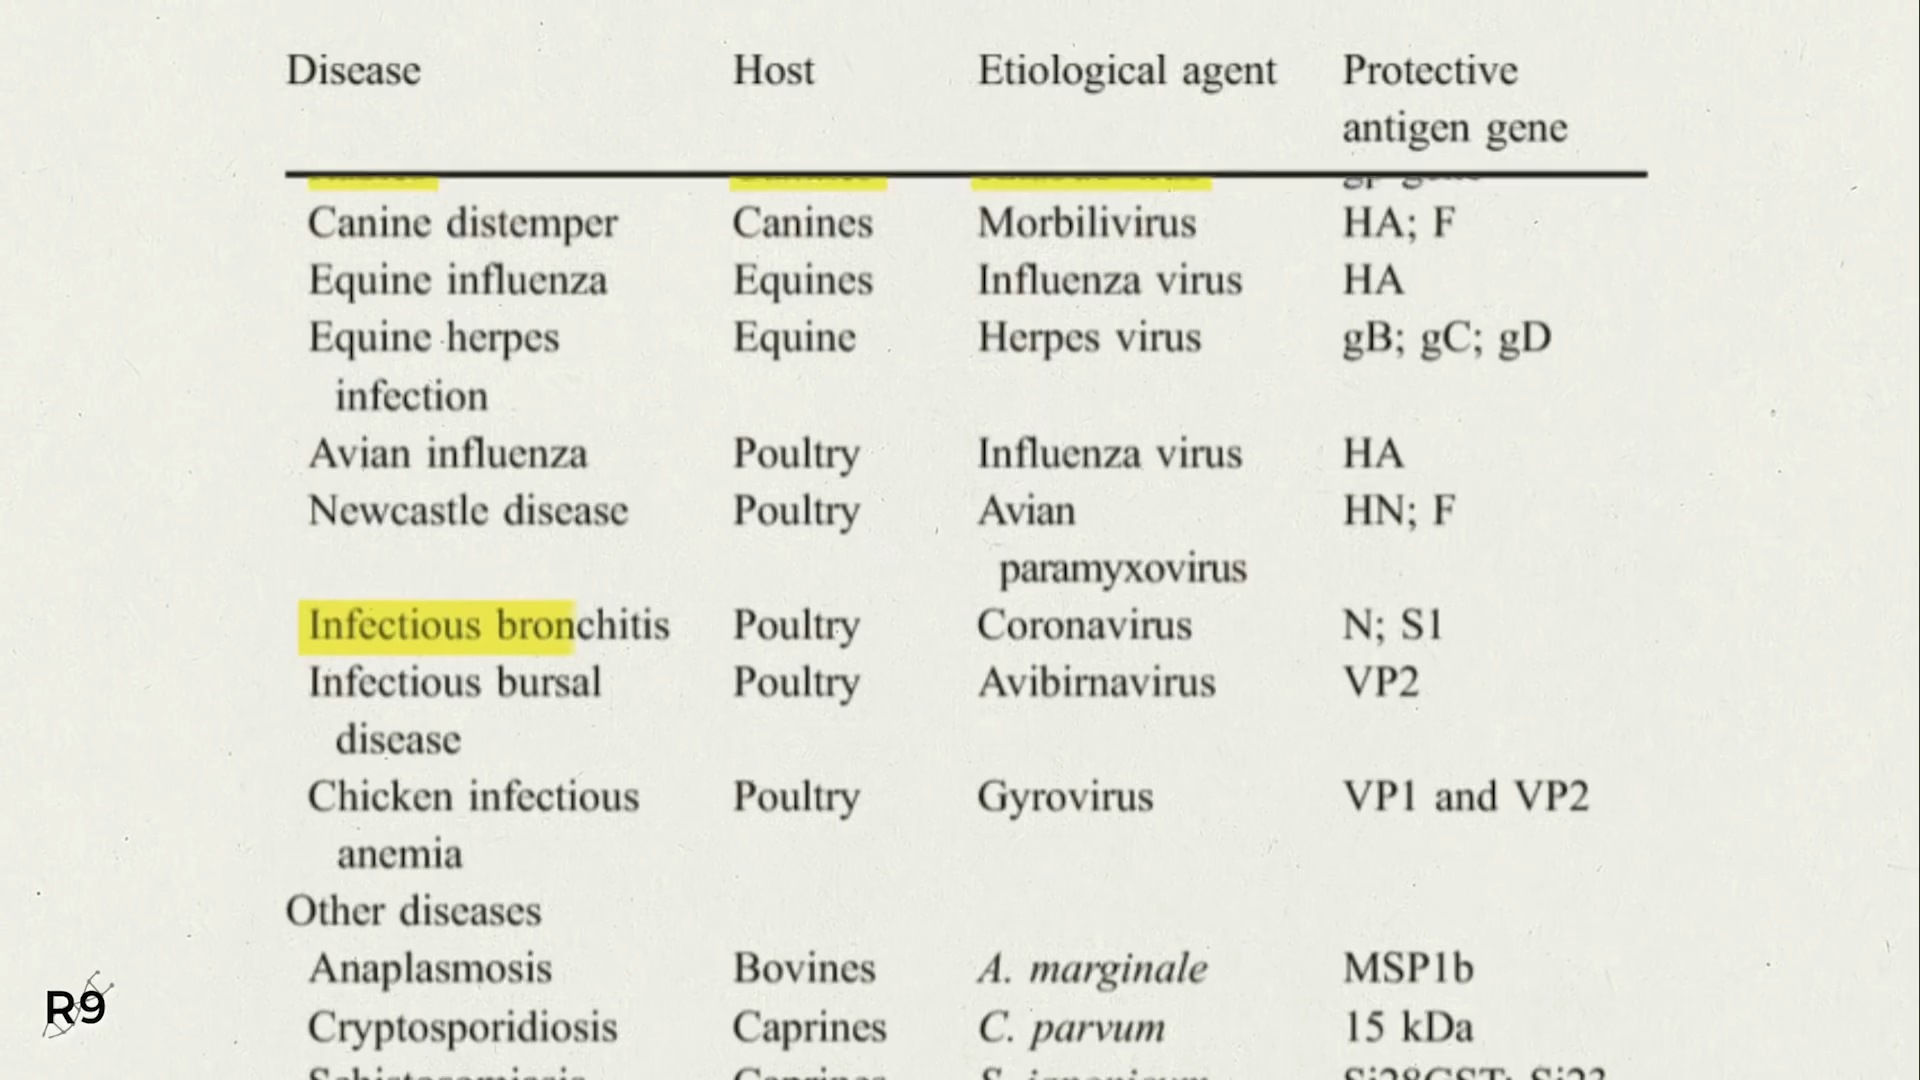 Disease Host Etiological agent Protective
antigen gene
Canine distemper Canines Morbilivirus HA; F
Equine influenza Equines Influenza virus HA
Equine herpes Equine Herpes virus gB; gC; gD
infection
Avian influenza Poultry Influenza virus HA
Newcastle disease Poultry Avian HN; F
paramyxovirus
Infectious bronchitis Poultry Coronavirus N; S1
Infectious bursal Poultry Avibirnavirus VP2
disease
Chicken infectious Poultry Gyrovirus VP1 and VP2
anemia
Other diseases
Anaplasmosis Bovines A. marginale MSP1b
Cryptosporidiosis Caprines C. parvum 15 kDa
R9